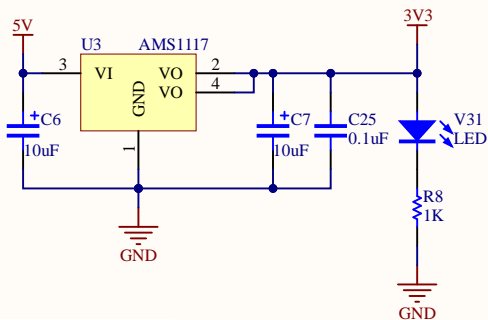 5V
3V3
U3
AMS1117
3
VI
VO
2
VO
4
GND
1
C6
10uF
C7
10uF
C25
0.1uF
V31
LED
R8
1K
GND
GND